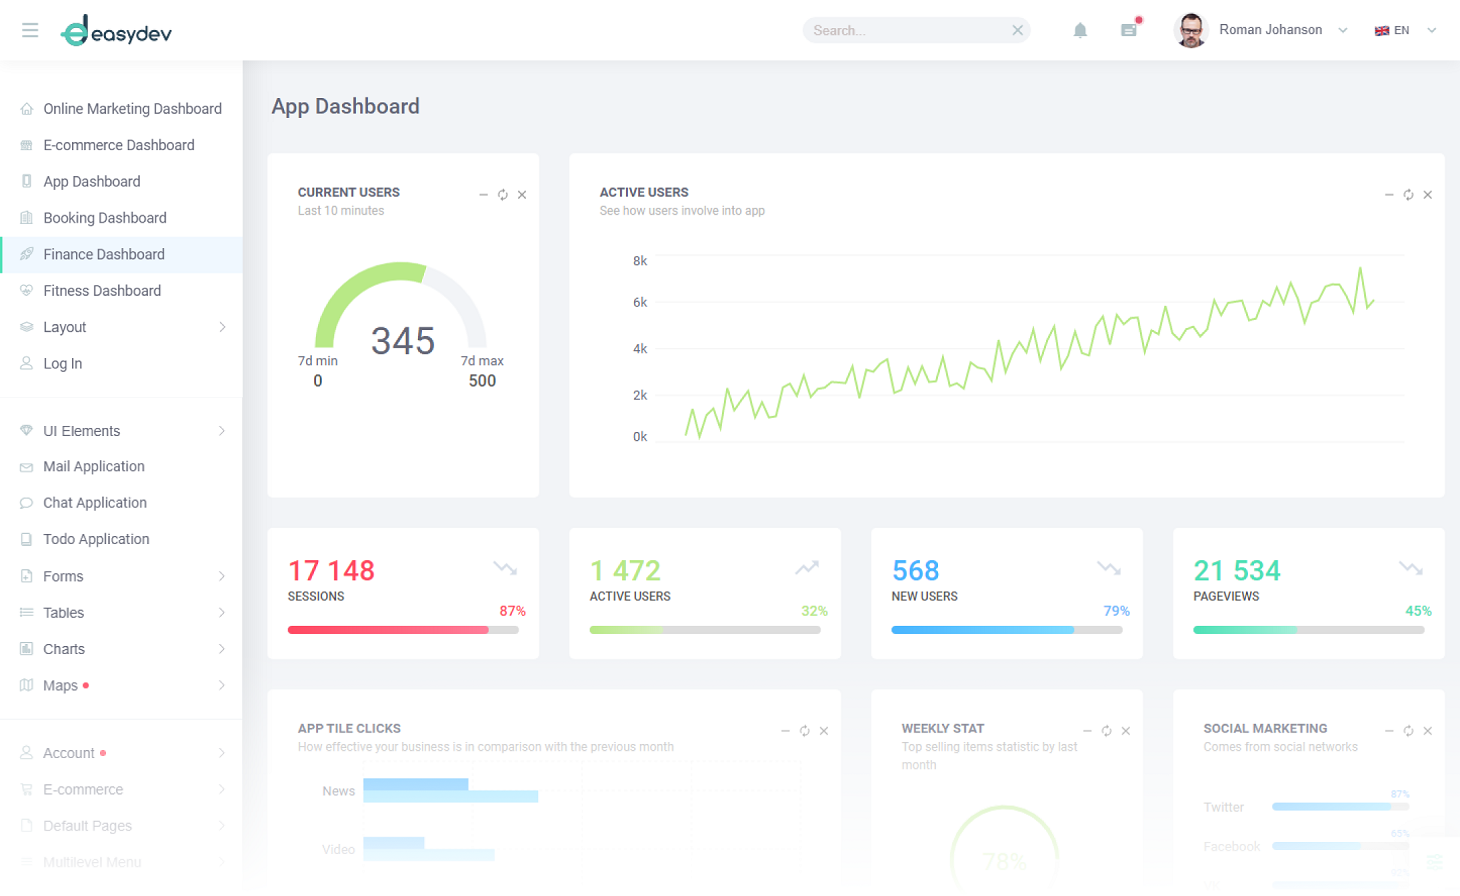 easydev
Search...
Roman Johanson
EN
Online Marketing Dashboard
E-commerce Dashboard
App Dashboard
Booking Dashboard
Finance Dashboard
Fitness Dashboard
Layout
Log In
UI Elements
Mail Application
Chat Application
Todo Application
Forms
Tables
Charts
Maps
Account
E-commerce
Default Pages
Multilevel Menu
App Dashboard
CURRENT USERS
Last 10 minutes
345
7d min
0
7d max
500
ACTIVE USERS
See how users involve into app
8k
6k
4k
2k
0k
17 148
SESSIONS
87%
1 472
ACTIVE USERS
32%
568
NEW USERS
79%
21 534
PAGEVIEWS
45%
APP TILE CLICKS
How effective your business is in comparison with the previous month
News
Video
WEEKLY STAT
Top selling items statistic by last
month
78%
SOCIAL MARKETING
Comes from social networks
87%
Twitter
65%
Facebook